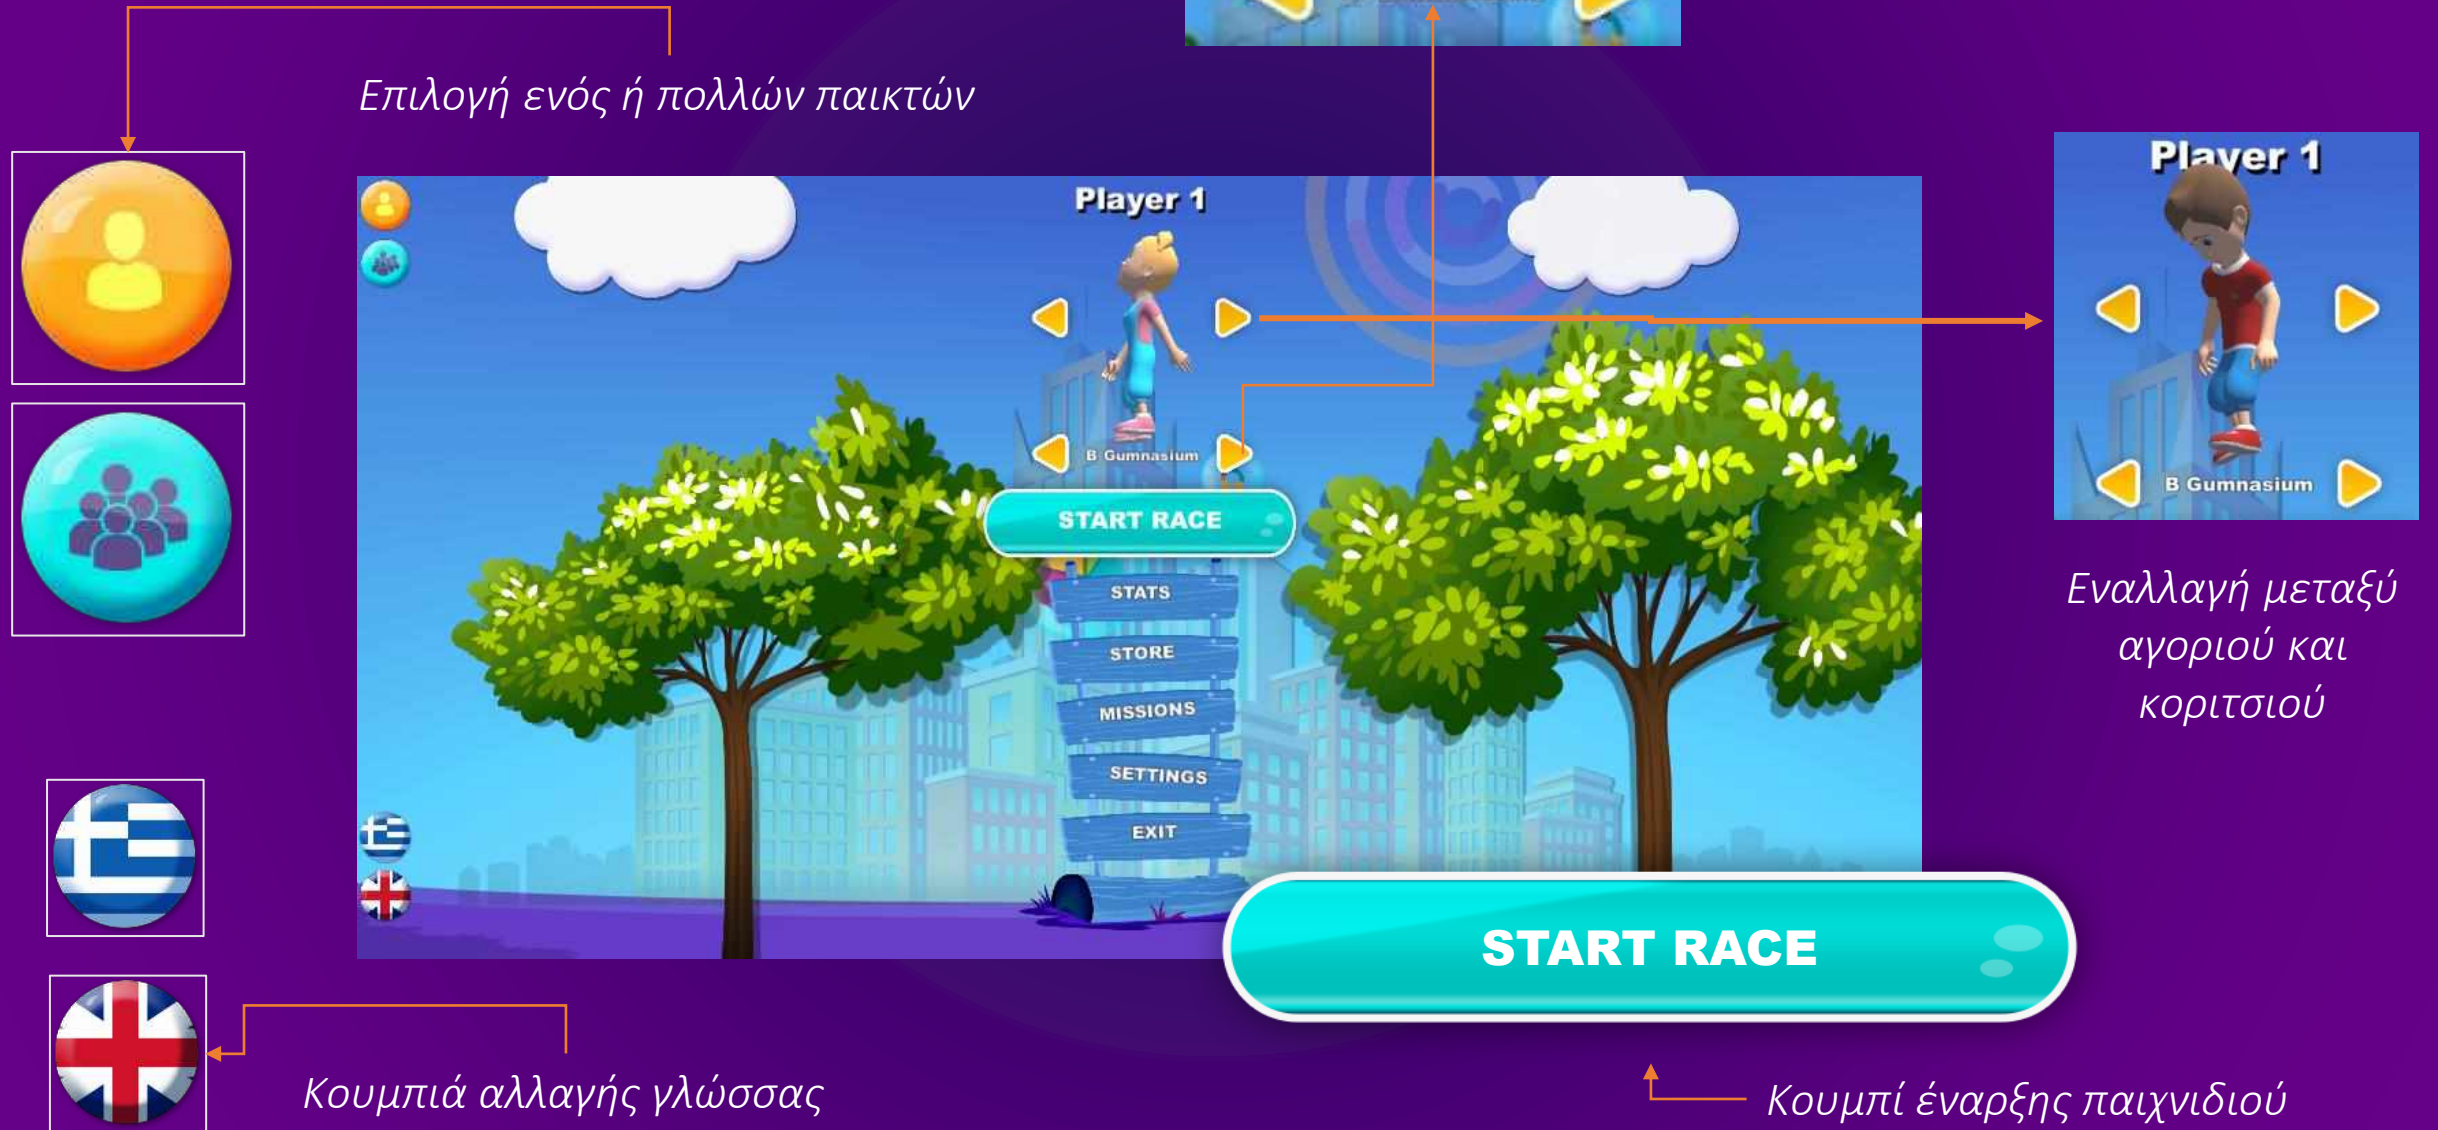 Επιλογή ενός ή πολλών παικτών
Player 1
B Gumnasium
START RACE
STATS
STORE
MISSIONS
SETTINGS
EXIT
Player 1
B Gumnasium
Εναλλαγή μεταξύ
αγοριού και
κοριτσιού
START RACE
Κουμπιά αλλαγής γλώσσας
Κουμπί έναρξης παιχνιδιού